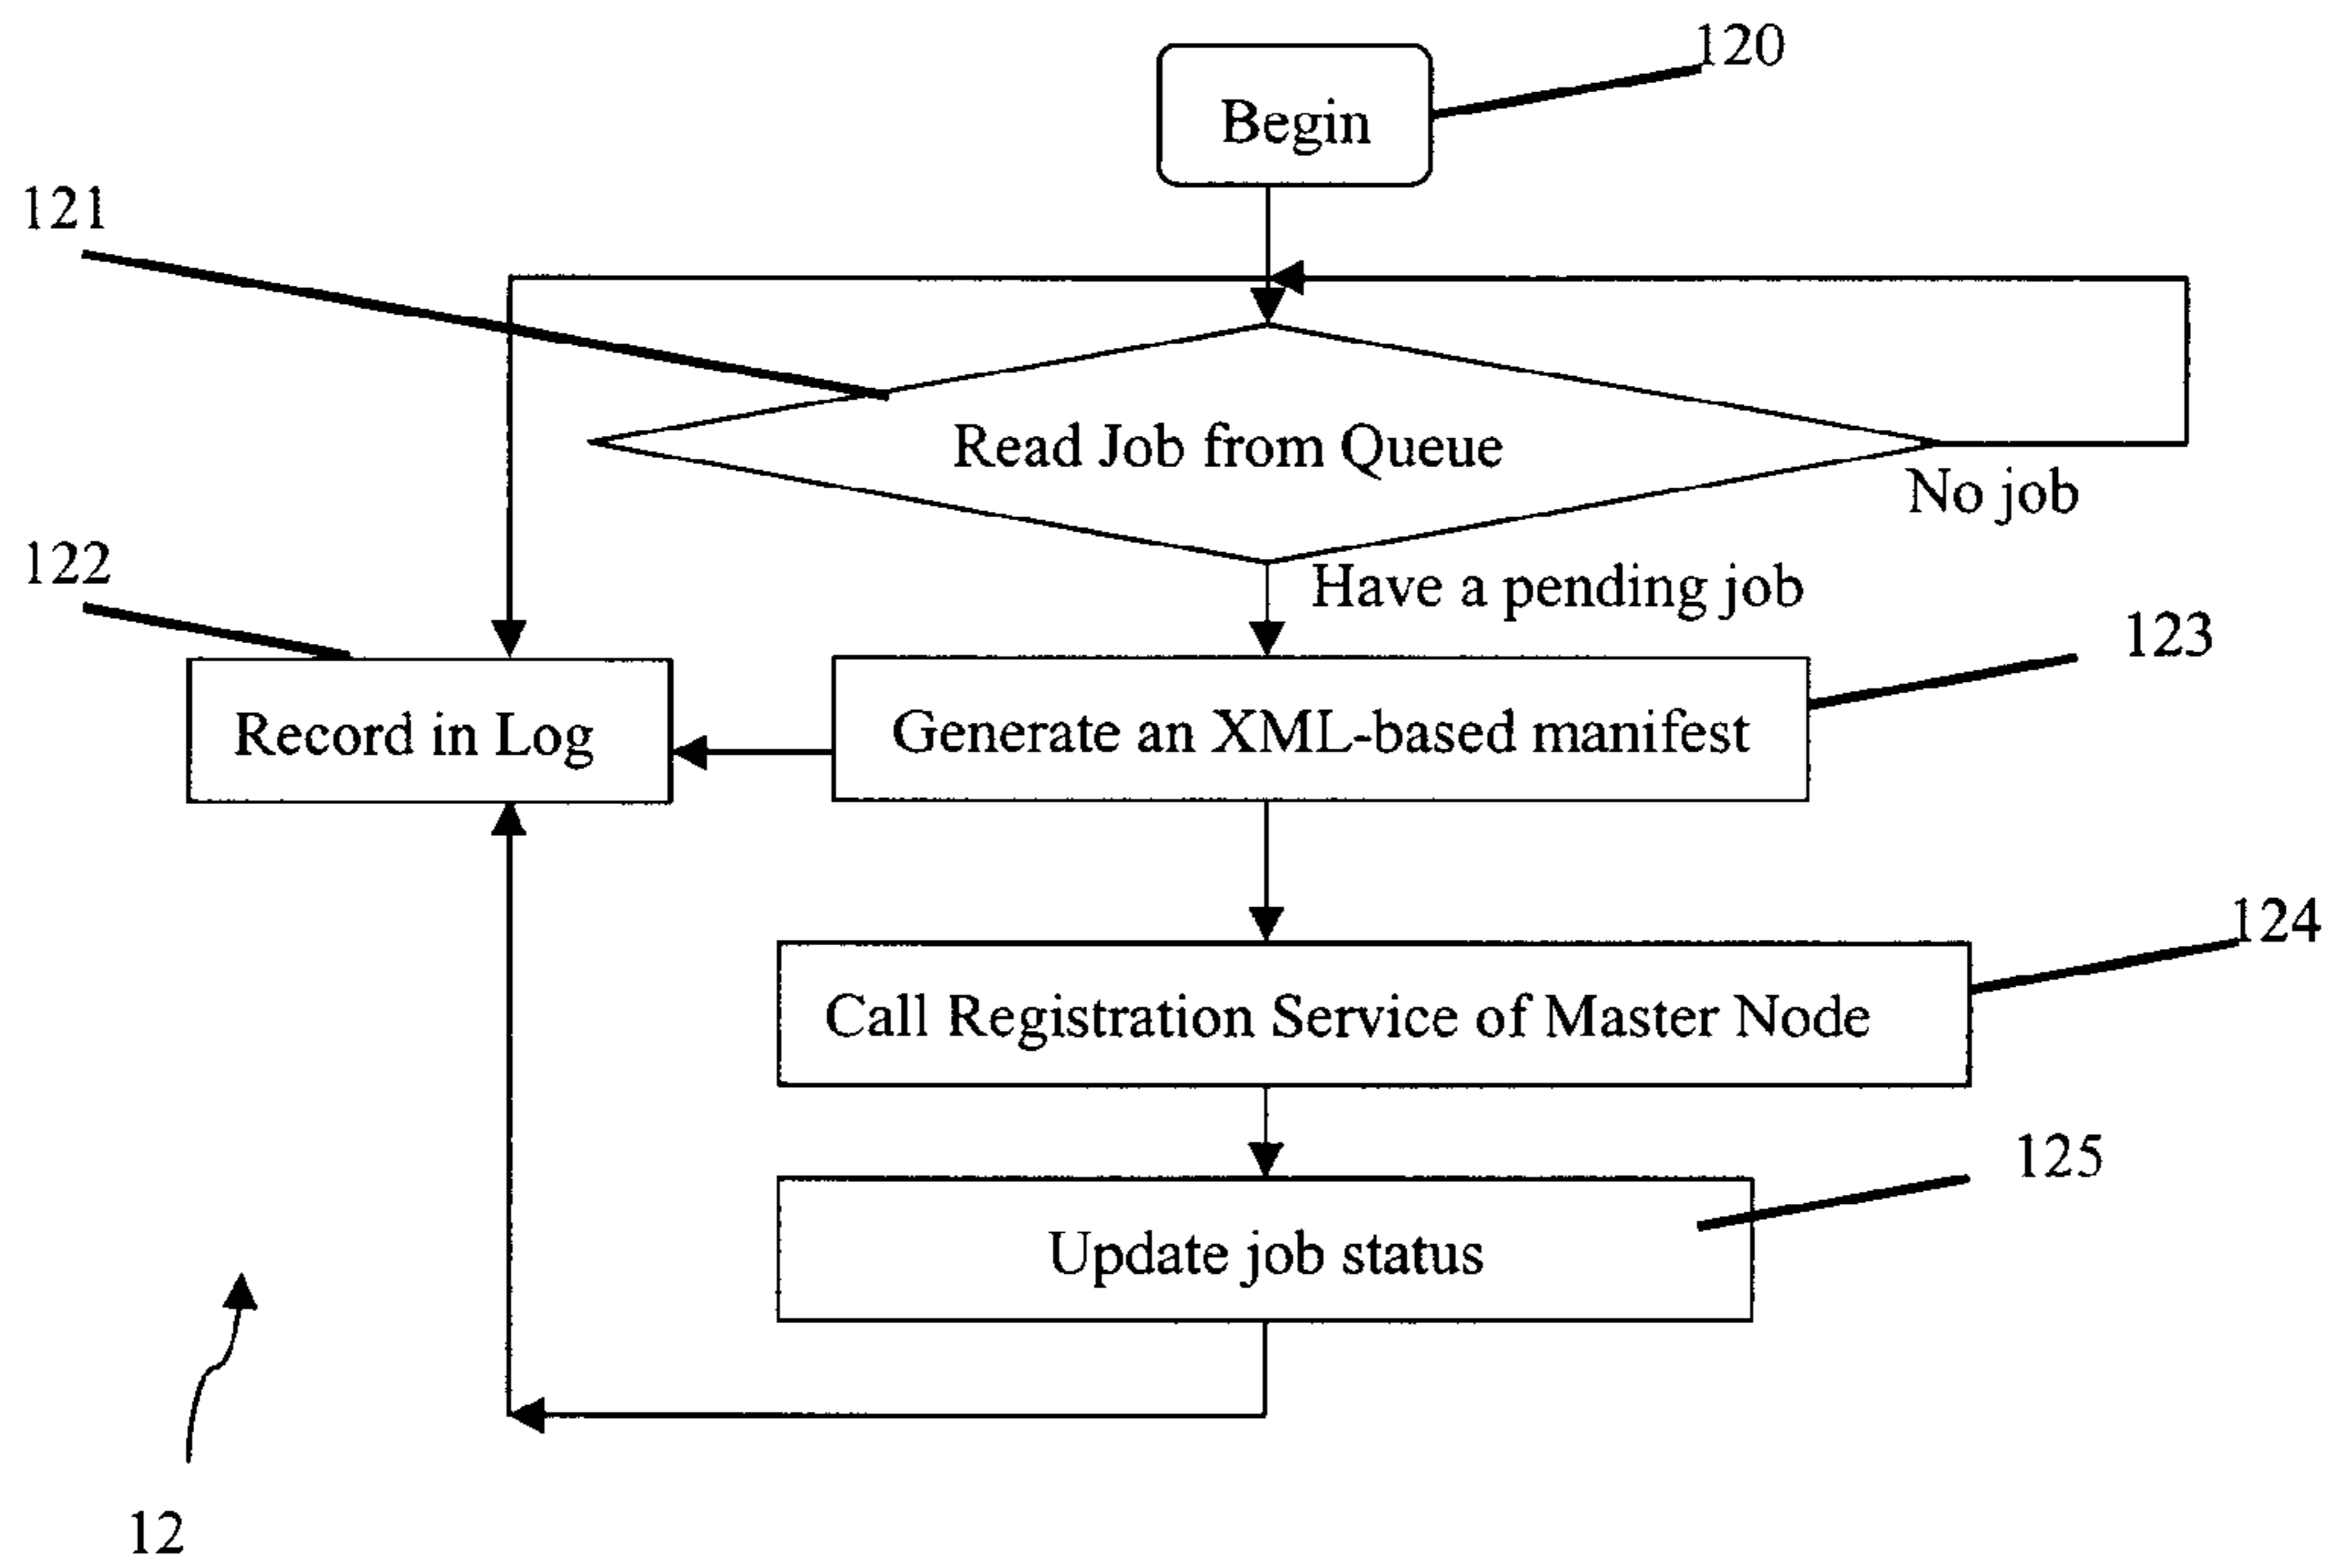 120
Begin
121
Read Job from Queue
No job
122
Have a pending job
123
Record in Log
Generate an XML-based manifest
124
Call Registration Service of Master Node
125
Update job status
12